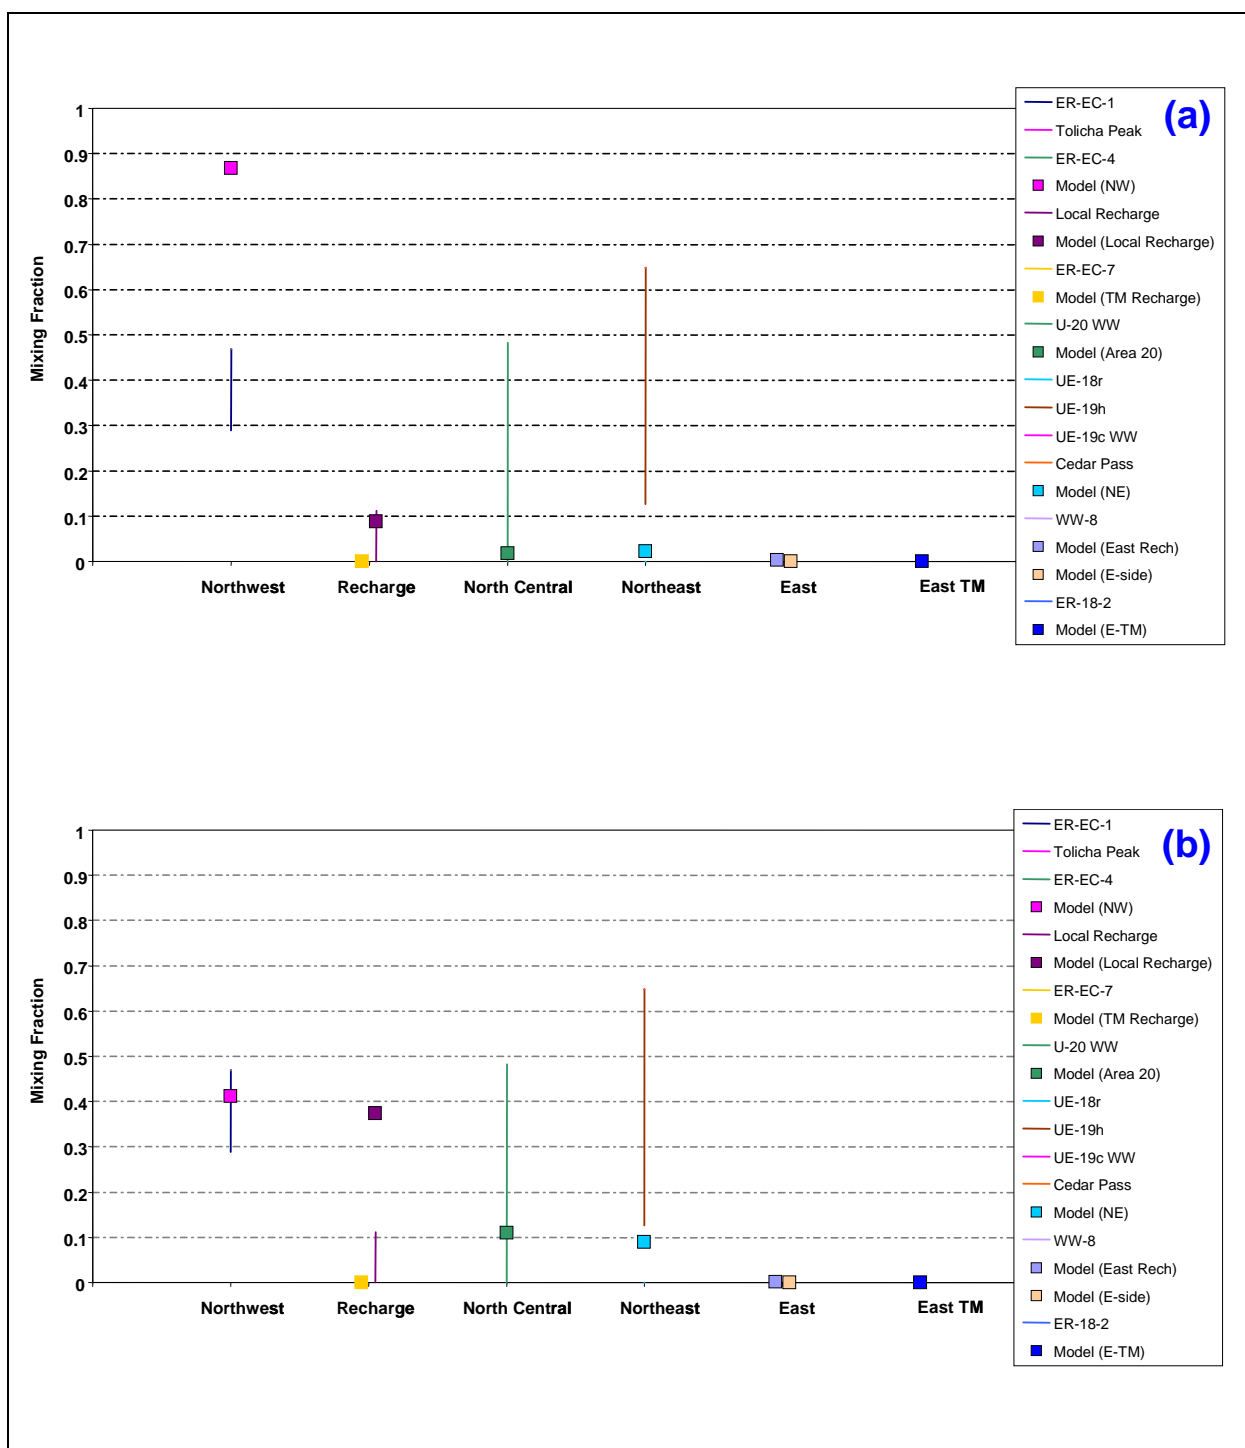 (a)
Mixing Fraction
1
0.9
0.8
0.7
0.6
0.5
0.4
0.3
0.2
0.1
0
Northwest
Recharge
North Central
Northeast
East
East TM
ER-EC-1
Tolicha Peak
ER-EC-4
Model (NW)
Local Recharge
Model (Local Recharge)
ER-EC-7
Model (TM Recharge)
U-20 WW
Model (Area 20)
UE-18r
UE-19h
UE-19c WW
Cedar Pass
Model (NE)
WW-8
Model (East Rech)
Model (E-side)
ER-18-2
Model (E-TM)
(b)
Mixing Fraction
1
0.9
0.8
0.7
0.6
0.5
0.4
0.3
0.2
0.1
0
Northwest
Recharge
North Central
Northeast
East
East TM
ER-EC-1
Tolicha Peak
ER-EC-4
Model (NW)
Local Recharge
Model (Local Recharge)
ER-EC-7
Model (TM Recharge)
U-20 WW
Model (Area 20)
UE-18r
UE-19h
UE-19c WW
Cedar Pass
Model (NE)
WW-8
Model (East Rech)
Model (E-side)
ER-18-2
Model (E-TM)